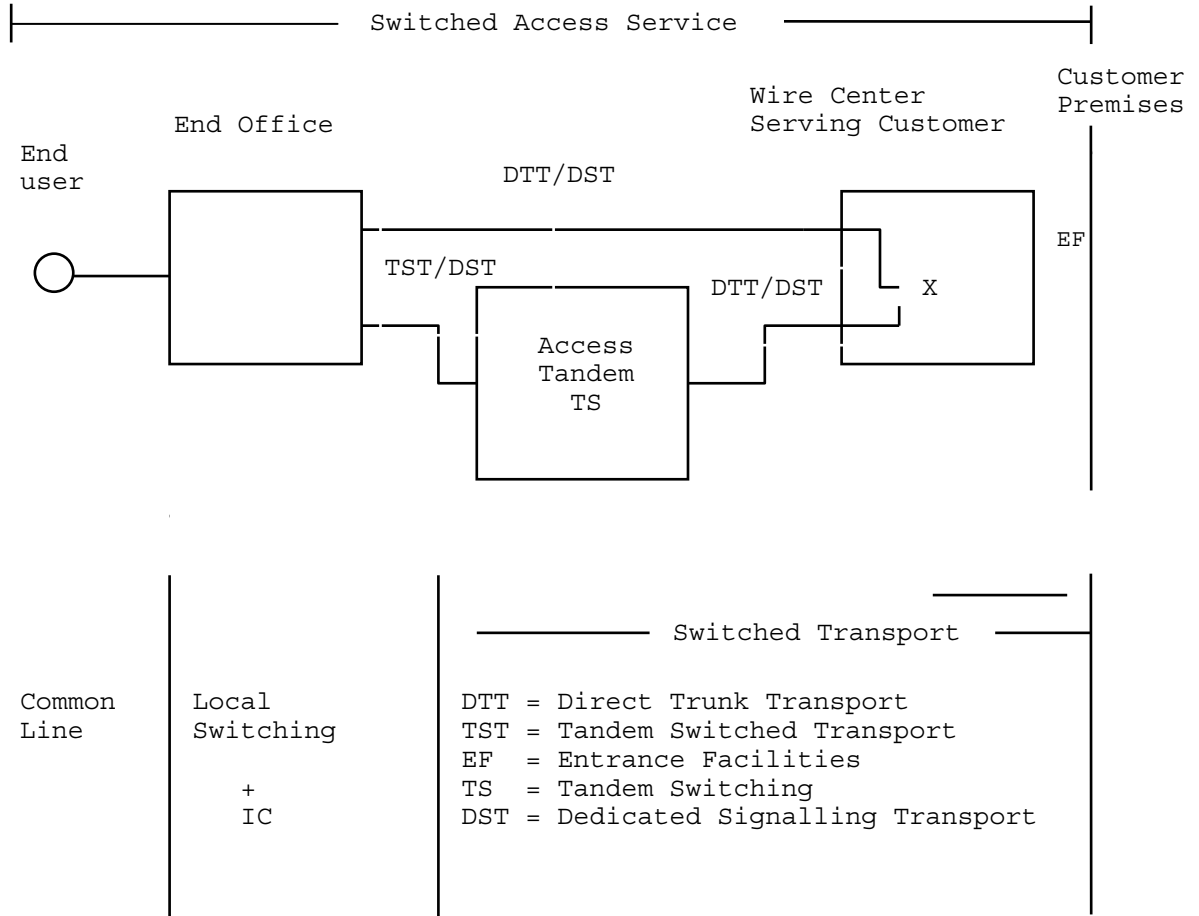 Switched Access Service
Customer
Premises
Wire Center
Serving Customer
End Office
End
user
DTT/DST
EF
TST/DST
DTT/DST
X
Access
Tandem
TS
Switched Transport
Common
Line
Local
Switching
+
IC
DTT = Direct Trunk Transport
TST = Tandem Switched Transport
EF = Entrance Facilities
TS = Tandem Switching
DST = Dedicated Signalling Transport